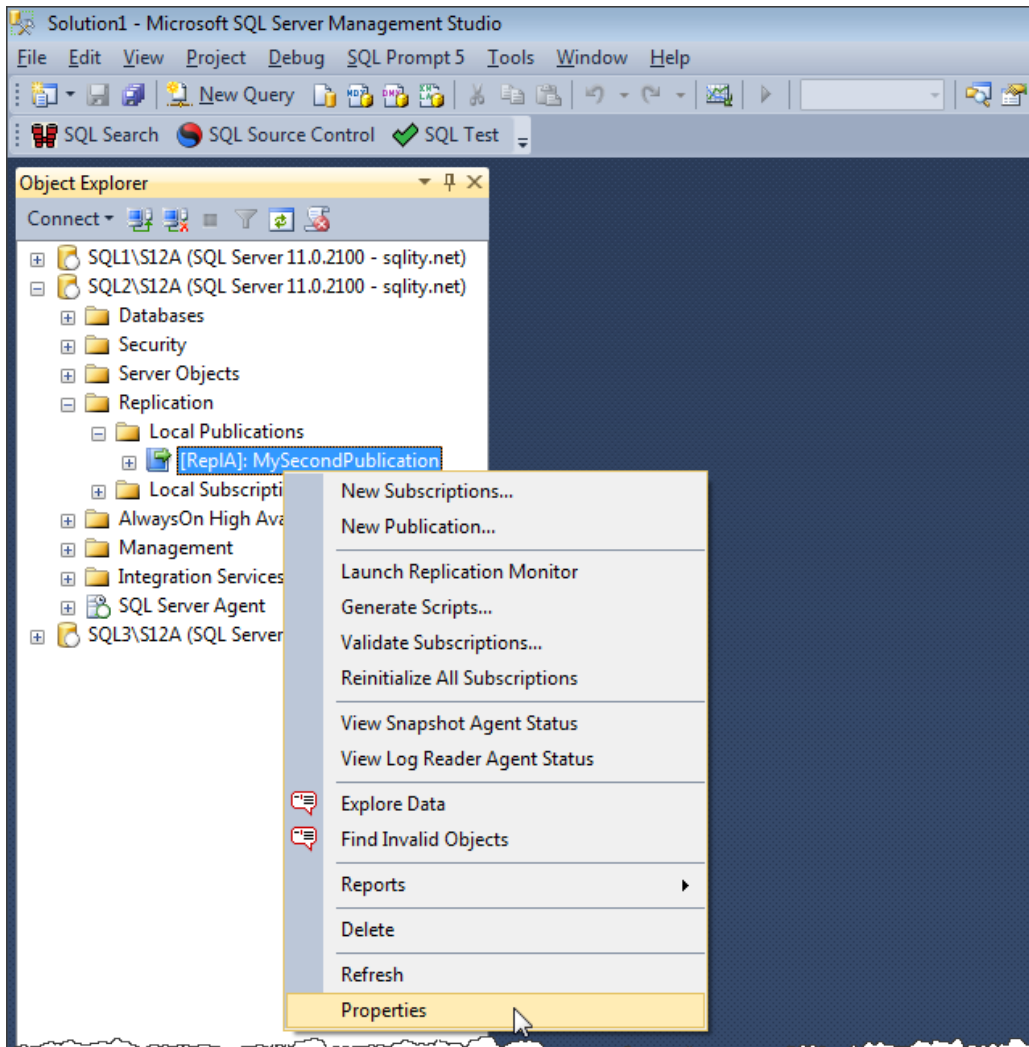 Solution1 - Microsoft SQL Server Management Studio
File Edit View Project Debug SQL Prompt 5 Tools Window Help
New Query
SQL Search SQL Source Control SQL Test
Object Explorer
Connect
SQL1\S12A (SQL Server 11.0.2100 - sqlity.net)
SQL2\S12A (SQL Server 11.0.2100 - sqlity.net)
Databases
Security
Server Objects
Replication
Local Publications
[ReplA]: MySecondPublication
Local Subscripti
AlwaysOn High Ava
Management
Integration Services
SQL Server Agent
SQL3\S12A (SQL Server
New Subscriptions...
New Publication...
Launch Replication Monitor
Generate Scripts...
Validate Subscriptions...
Reinitialize All Subscriptions
View Snapshot Agent Status
View Log Reader Agent Status
Explore Data
Find Invalid Objects
Reports
Delete
Refresh
Properties